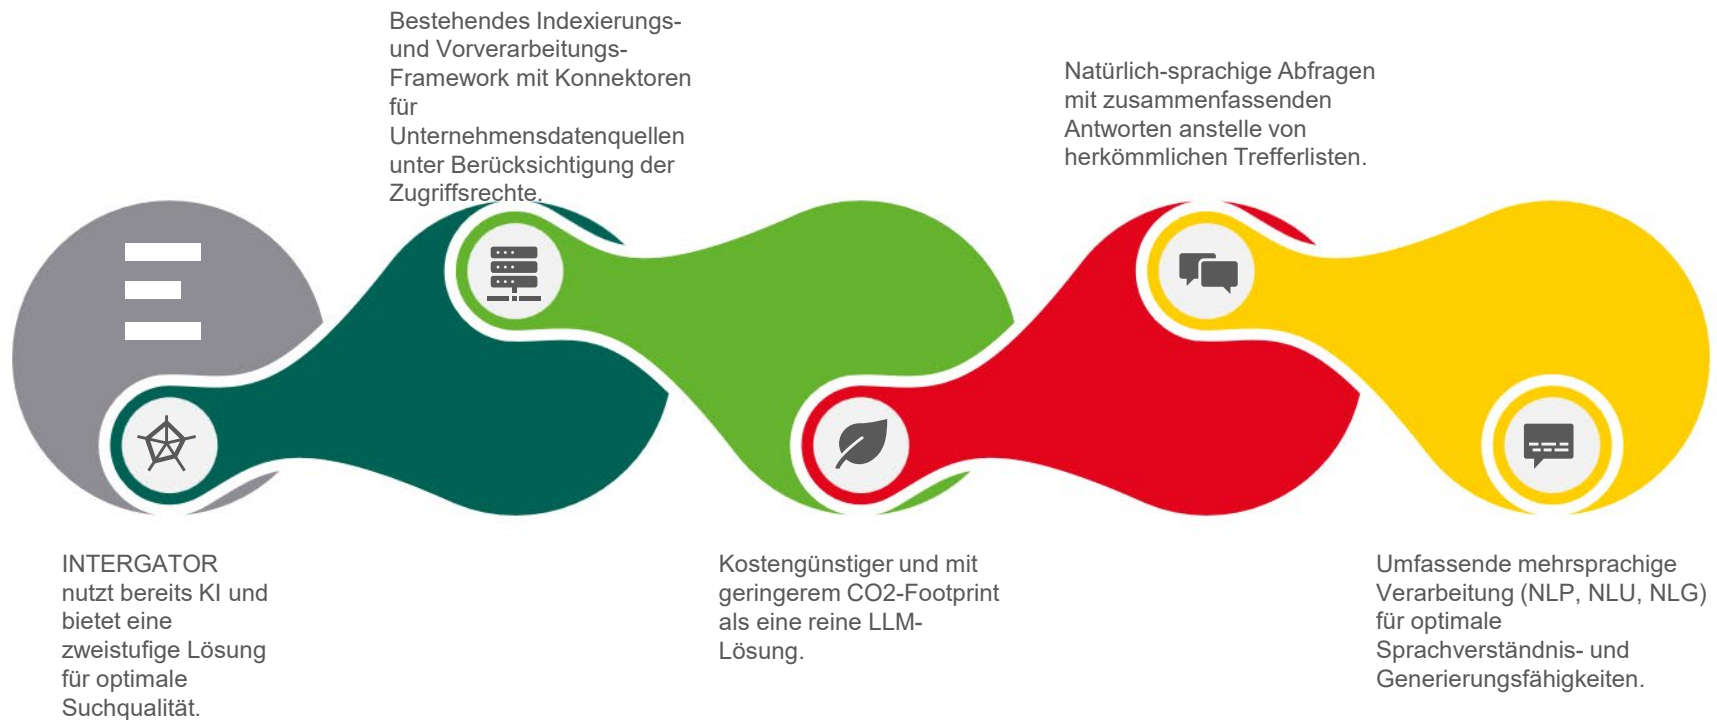 Bestehendes Indexierungs-
und Vorverarbeitungs-
Framework mit Konnektoren
für
Unternehmensdatenquellen
unter Berücksichtigung der
Zugriffsrechte.
Natürlich-sprachige Abfragen
mit zusammenfassenden
Antworten anstelle von
herkömmlichen Trefferlisten.
INTERGATOR
nutzt bereits KI und
bietet eine
zweistufige Lösung
für optimale
Suchqualität.
Kostengünstiger und mit
geringerem CO2-Footprint
als eine reine LLM-
Lösung.
Umfassende mehrsprachige
Verarbeitung (NLP, NLU, NLG)
für optimale
Sprachverständnis- und
Generierungsfähigkeiten.